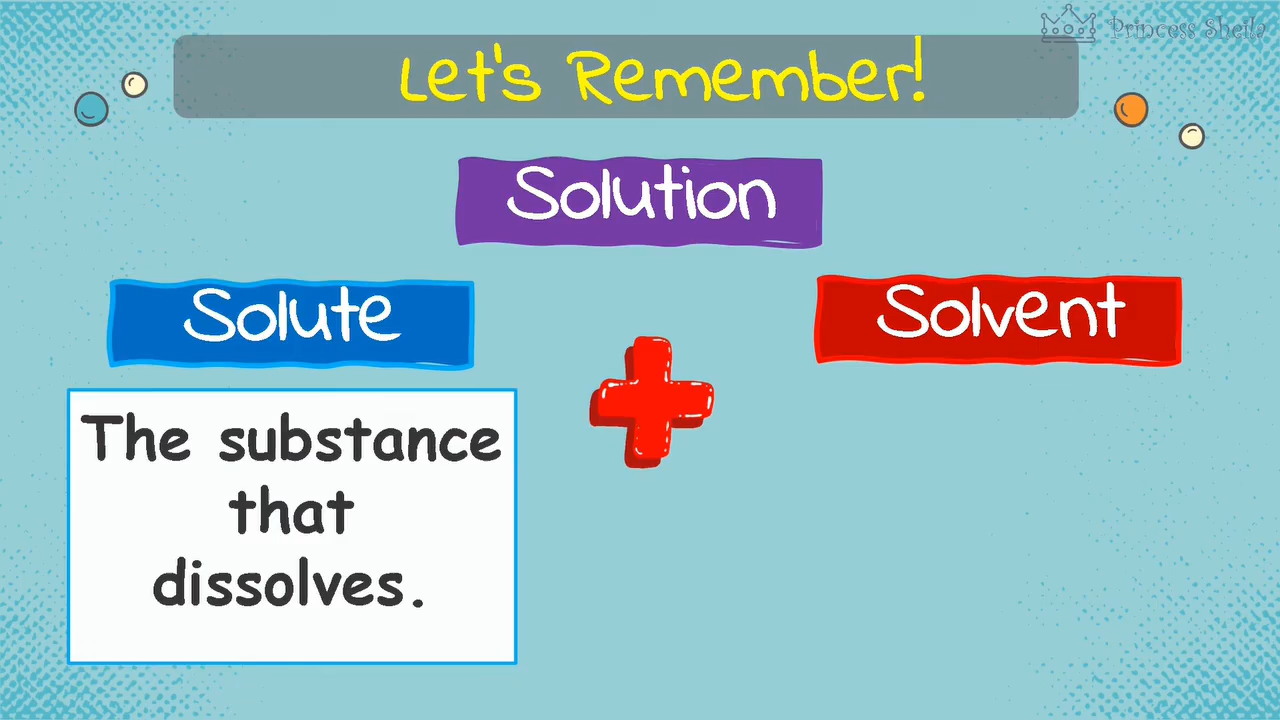 Princess Sheila
Let's Remember!
Solution
Solute
Solvent
The substance
that
dissolves.